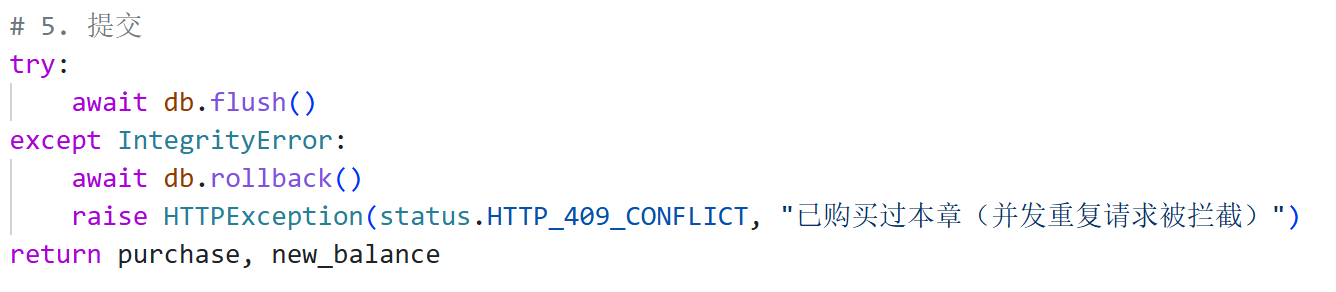 # 5. 提交
try:
    await db.flush()
except IntegrityError:
    await db.rollback()
    raise HTTPException(status.HTTP_409_CONFLICT, "已购买过本章（并发重复请求被拦截）")
return purchase, new_balance